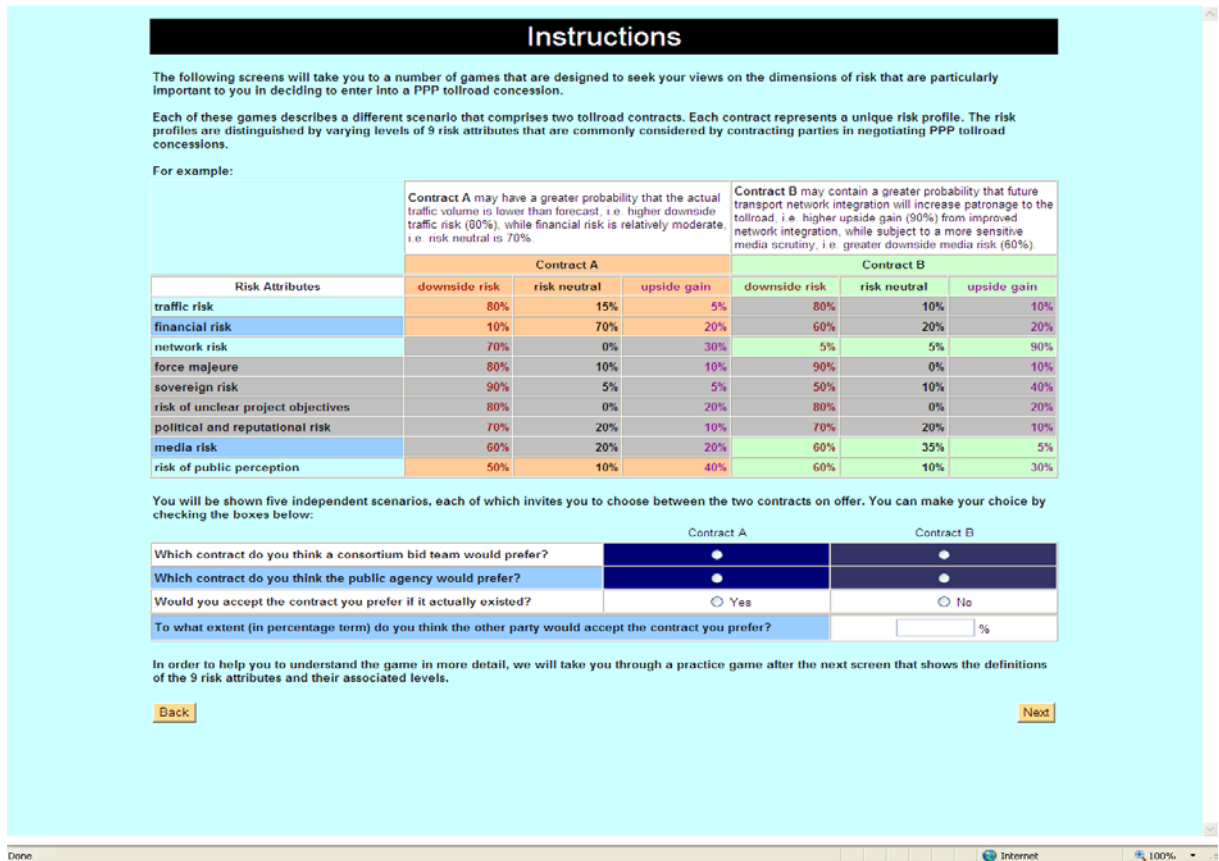 Instructions
The following screens will take you to a number of games that are designed to seek your views on the dimensions of risk that are particularly
important to you in deciding to enter into a PPP tollroad concession.
Each of these games describes a different scenario that comprises two tollroad contracts. Each contract represents a unique risk profile. The risk
profiles are distinguished by varying levels of 9 risk attributes that are commonly considered by contracting parties in negotiating PPP tollroad
concessions.
For example:
Contract A may have a greater probability that the actual
traffic volume is lower than forecast, i.e. higher downside
traffic risk (80%), while financial risk is relatively moderate,
i.e. risk neutral is 70%.
Contract B may contain a greater probability that future
transport network integration will increase patronage to the
tollroad, i.e. higher upside gain (90%) from improved
network integration, while subject to a more sensitive
media scrutiny, i.e. greater downside media risk (60%).
Contract A Contract B
Risk Attributes downside risk risk neutral upside gain downside risk risk neutral upside gain
traffic risk 80% 15% 5% 80% 10% 10%
financial risk 10% 70% 20% 60% 20% 20%
network risk 70% 0% 30% 5% 5% 90%
force majeure 80% 10% 10% 90% 0% 10%
sovereign risk 90% 5% 5% 50% 10% 40%
risk of unclear project objectives 80% 0% 20% 80% 0% 20%
political and reputational risk 70% 20% 10% 70% 20% 10%
media risk 60% 20% 20% 60% 35% 5%
risk of public perception 50% 10% 40% 60% 10% 30%
You will be shown five independent scenarios, each of which invites you to choose between the two contracts on offer. You can make your choice by
checking the boxes below:
Contract A Contract B
Which contract do you think a consortium bid team would prefer?
Which contract do you think the public agency would prefer?
Would you accept the contract you prefer if it actually existed? Yes No
To what extent (in percentage term) do you think the other party would accept the contract you prefer? %
In order to help you to understand the game in more detail, we will take you through a practice game after the next screen that shows the definitions
of the 9 risk attributes and their associated levels.
Back Next
Done Internet 100%